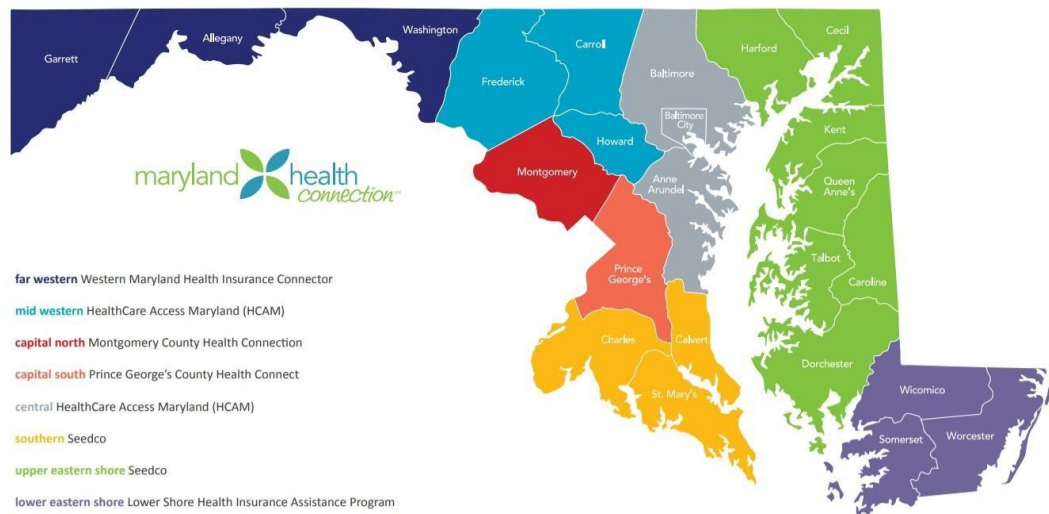 Garrett
Allegany
Washington
Frederick
Carroll
Baltimore
Harford
Cecil
Baltimore
City
Howard
Montgomery
Anne
Arundel
Kent
Queen
Anne's
Talbot
Caroline
Prince
George's
Charles
Calvert
St. Mary's
Dorchester
Wicomico
Somerset
Worcester
maryland health
connection℠
far western Western Maryland Health Insurance Connector
mid western HealthCare Access Maryland (HCAM)
capital north Montgomery County Health Connection
capital south Prince George's County Health Connect
central HealthCare Access Maryland (HCAM)
southern Seedco
upper eastern shore Seedco
lower eastern shore Lower Shore Health Insurance Assistance Program